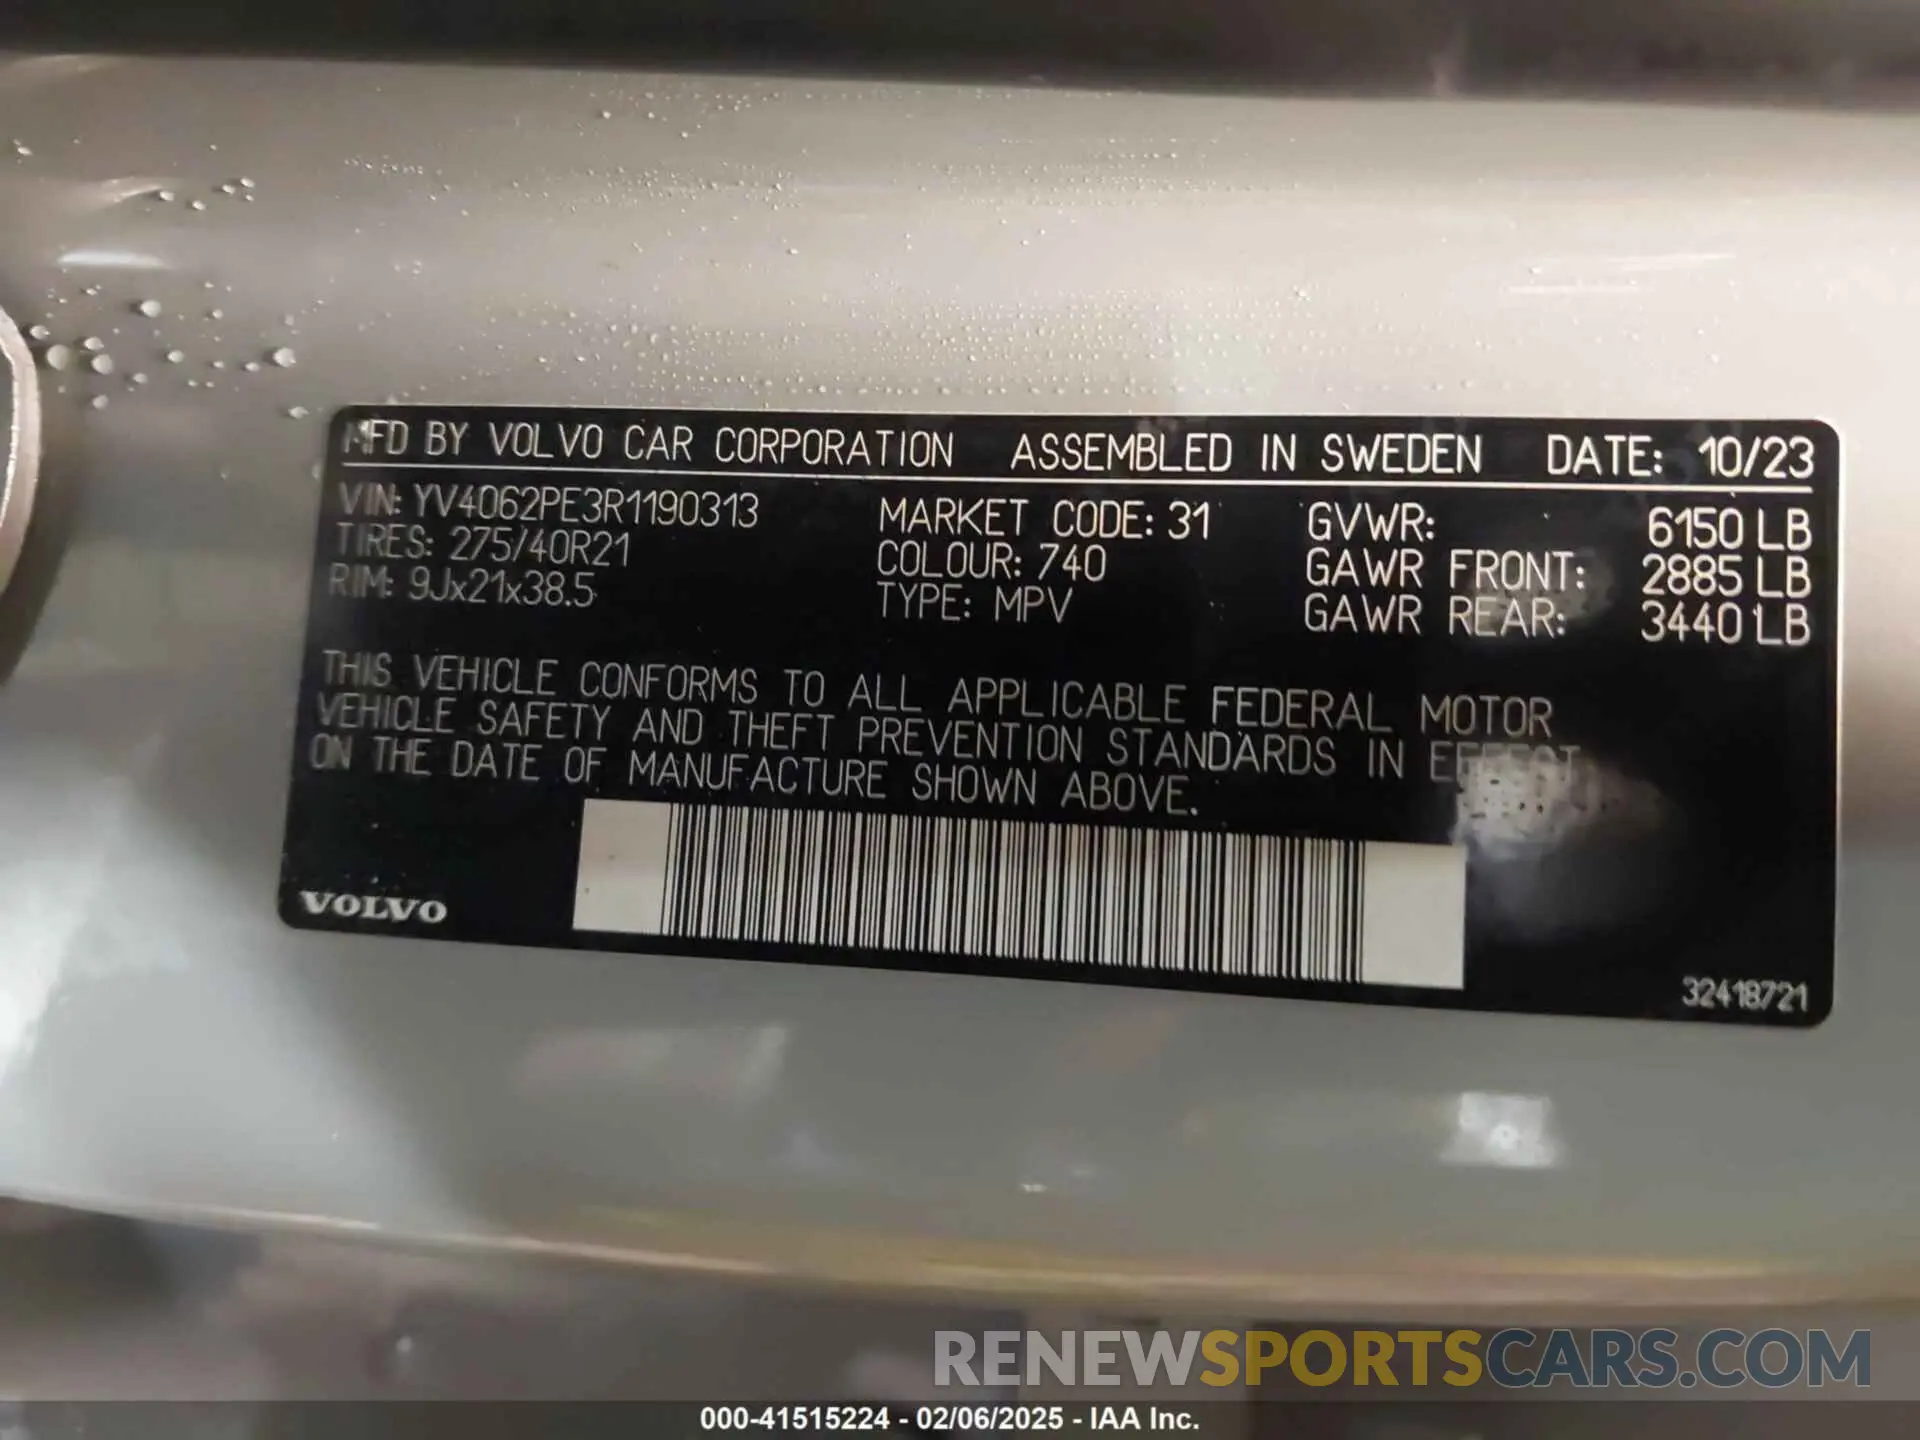 MFD BY VOLVO CAR CORPORATION ASSEMBLED IN SWEDEN DATE: 10/23
VIN: YV4062PE3R1190313 MARKET CODE: 31 GVWR: 6150 LB
TIRES: 275/40R21 COLOUR: 740 GAWR FRONT: 2885 LB
RIM: 9Jx21x38.5 TYPE: MPV GAWR REAR: 3440 LB
THIS VEHICLE CONFORMS TO ALL APPLICABLE FEDERAL MOTOR
VEHICLE SAFETY AND THEFT PREVENTION STANDARDS IN EFFECT
ON THE DATE OF MANUFACTURE SHOWN ABOVE.
VOLVO
32418721
RENEWSPORTSCARS.COM
000-41515224 - 02/06/2025 - IAA Inc.